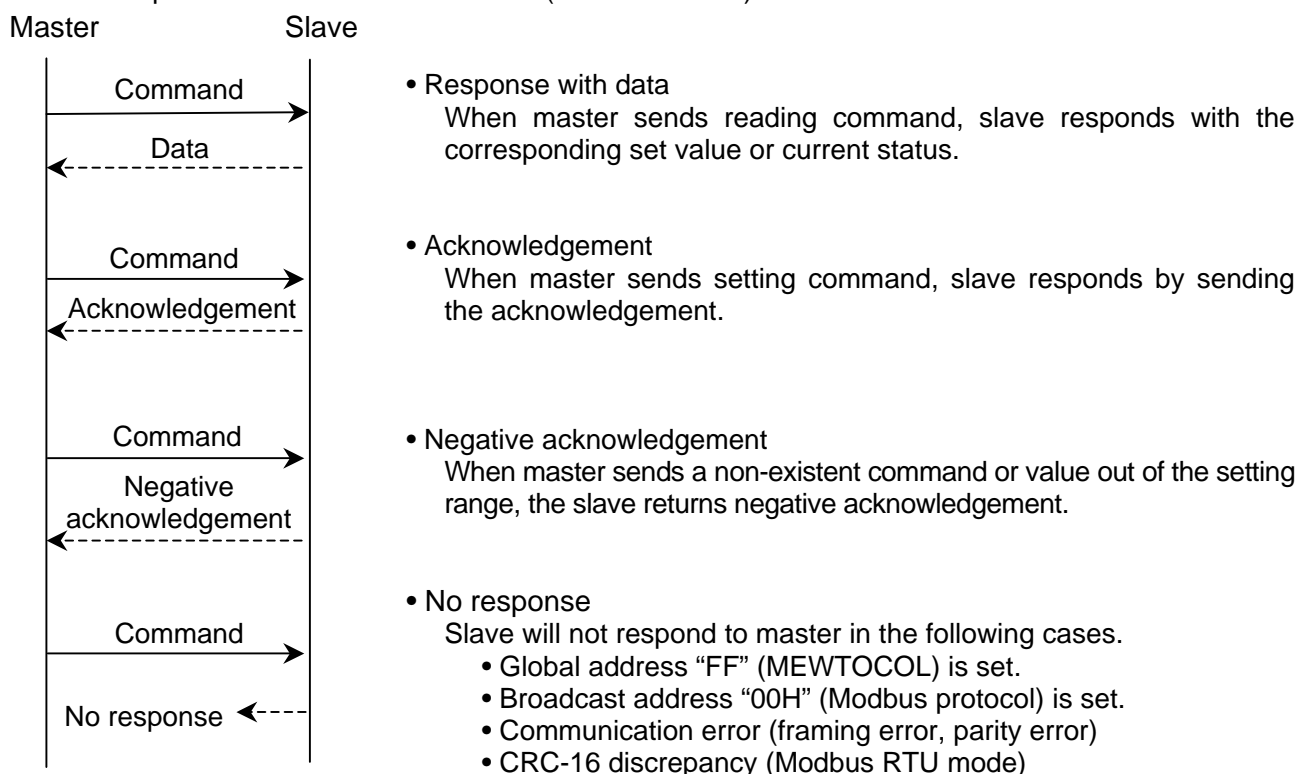 Master Slave
Command
Data
• Response with data
When master sends reading command, slave responds with the
corresponding set value or current status.
Command
Acknowledgement
• Acknowledgement
When master sends setting command, slave responds by sending
the acknowledgement.
Command
Negative
acknowledgement
• Negative acknowledgement
When master sends a non-existent command or value out of the setting
range, the slave returns negative acknowledgement.
Command
No response
• No response
Slave will not respond to master in the following cases.
• Global address “FF” (MEWTOCOL) is set.
• Broadcast address “00H” (Modbus protocol) is set.
• Communication error (framing error, parity error)
• CRC-16 discrepancy (Modbus RTU mode)